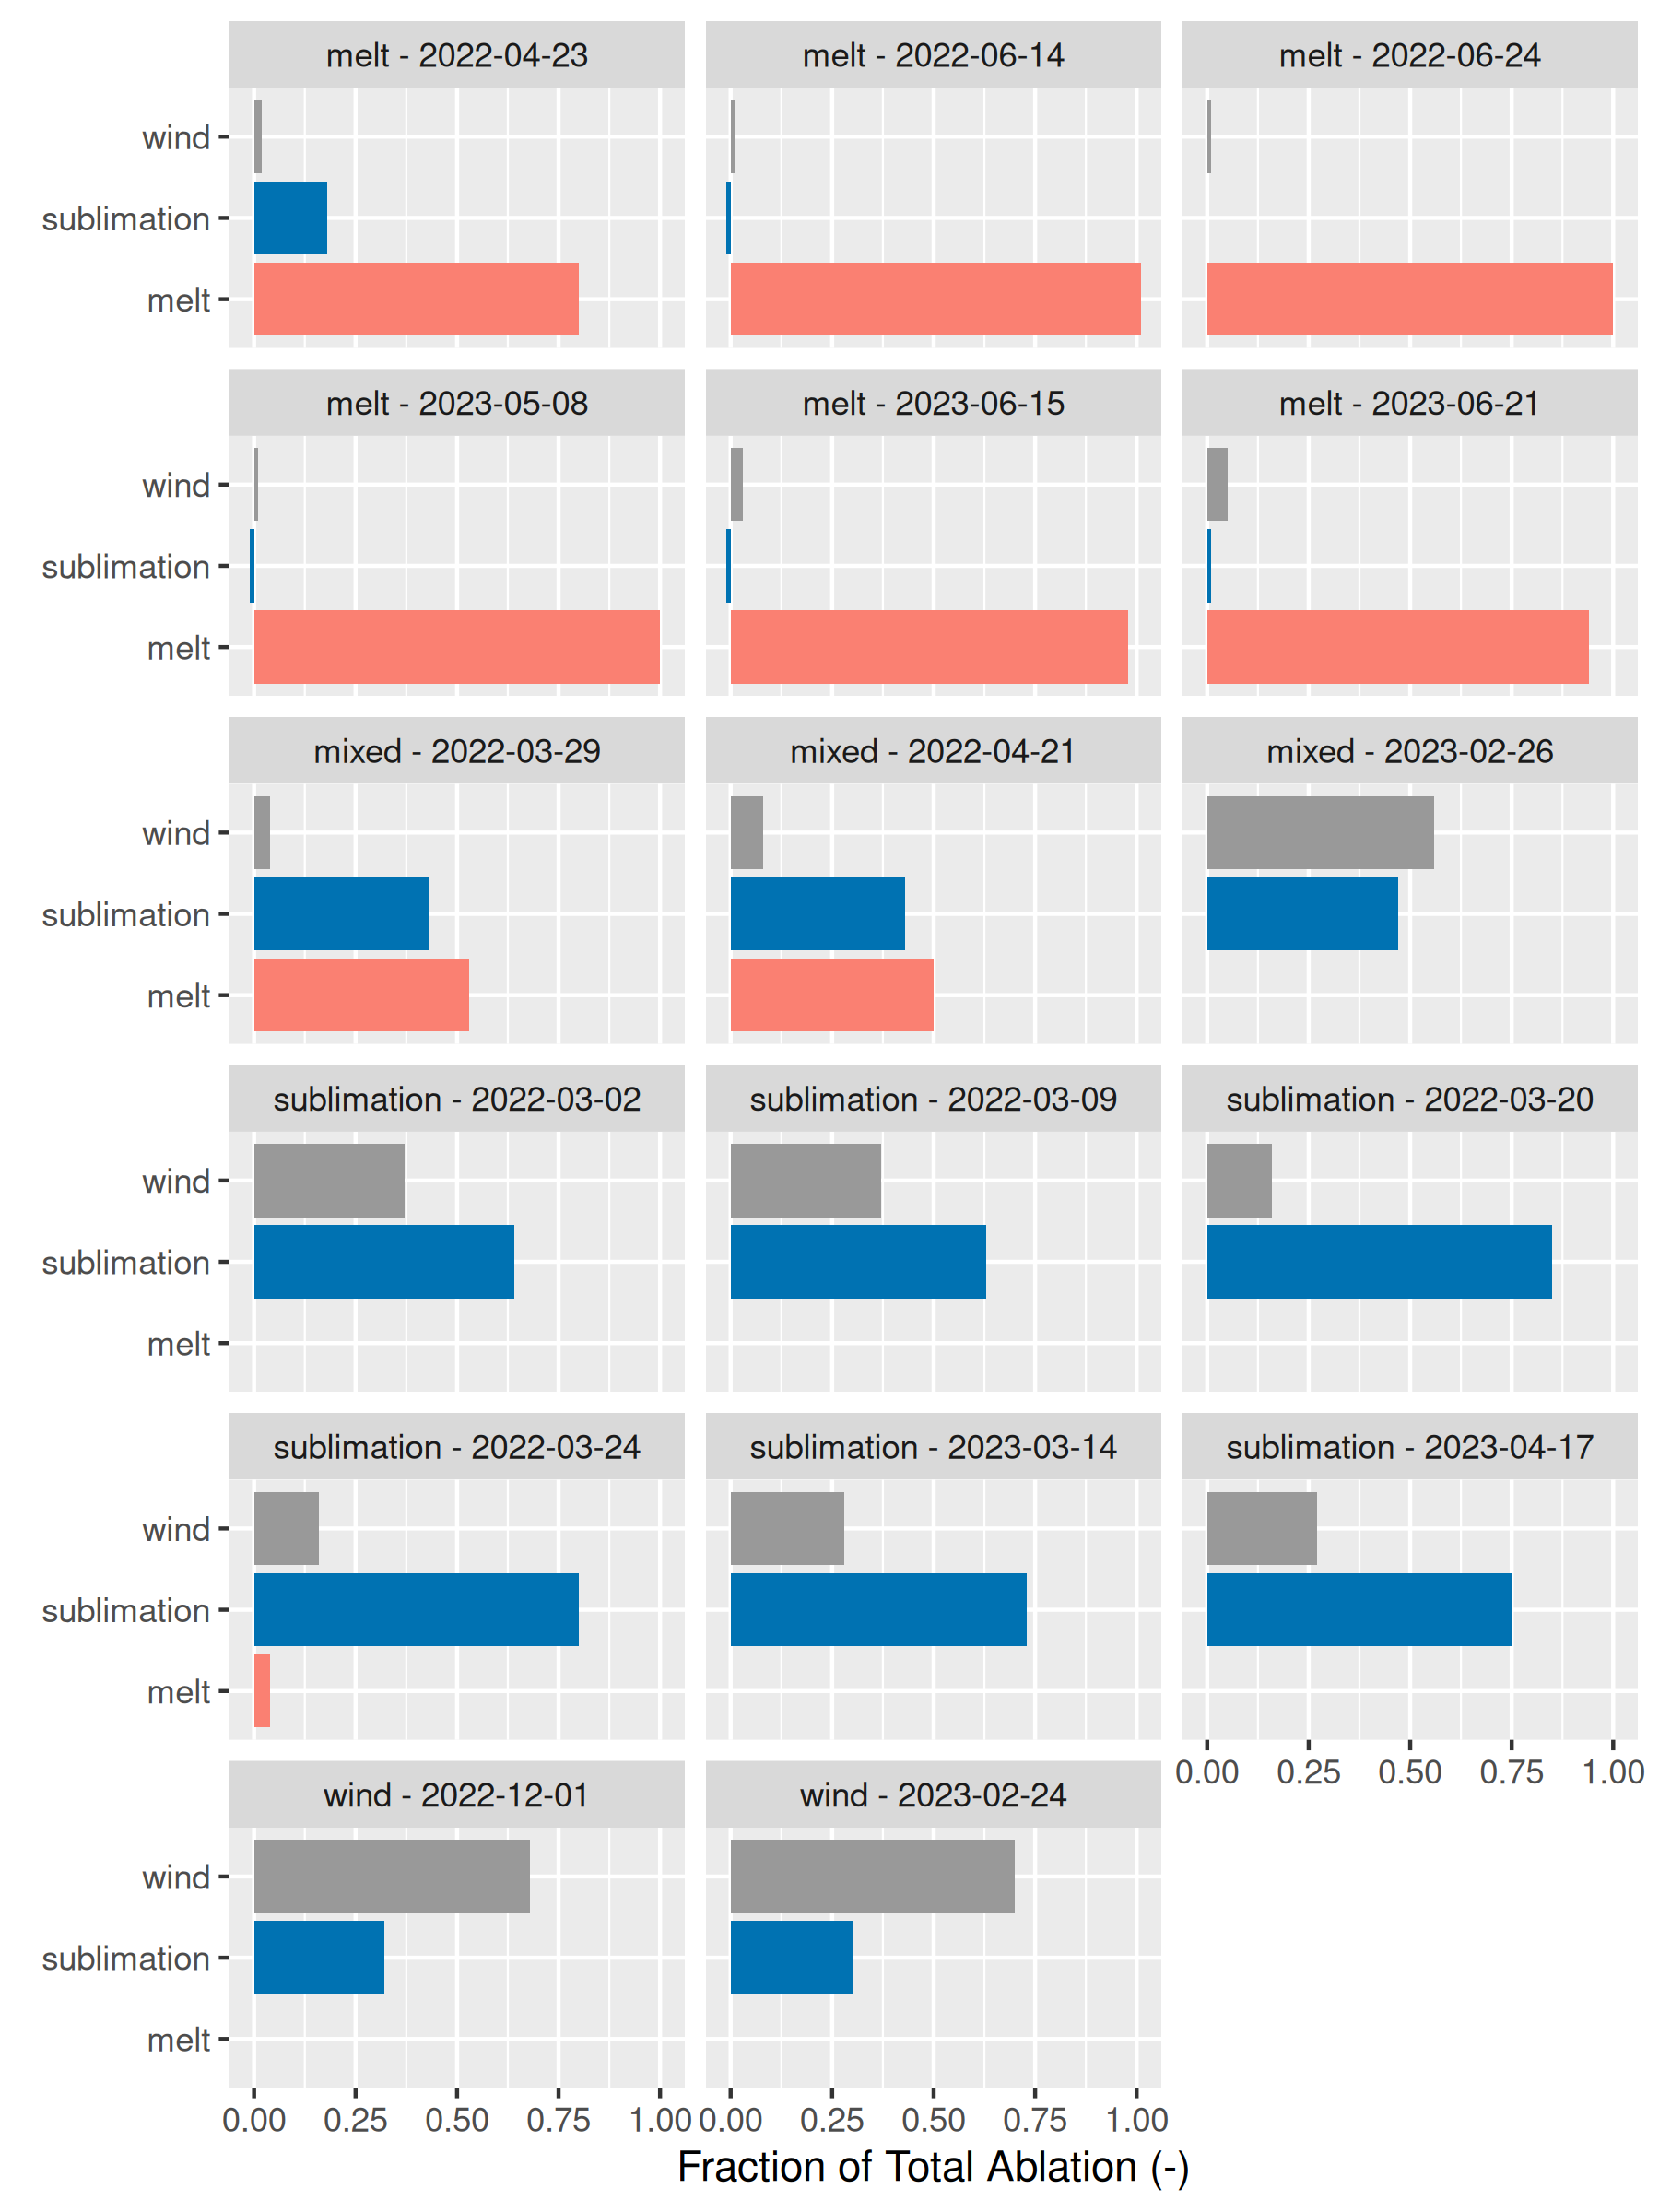 melt - 2022-04-23 melt - 2022-06-14 melt - 2022-06-24
wind
sublimation
melt
melt - 2023-05-08 melt - 2023-06-15 melt - 2023-06-21
wind
sublimation
melt
mixed - 2022-03-29 mixed - 2022-04-21 mixed - 2023-02-26
wind
sublimation
melt
sublimation - 2022-03-02 sublimation - 2022-03-09 sublimation - 2022-03-20
wind
sublimation
melt
sublimation - 2022-03-24 sublimation - 2023-03-14 sublimation - 2023-04-17
wind
sublimation
melt
0.00 0.25 0.50 0.75 1.00
wind - 2022-12-01 wind - 2023-02-24
wind
sublimation
melt
0.00 0.25 0.50 0.75 1.00 0.00 0.25 0.50 0.75 1.00
Fraction of Total Ablation (-)